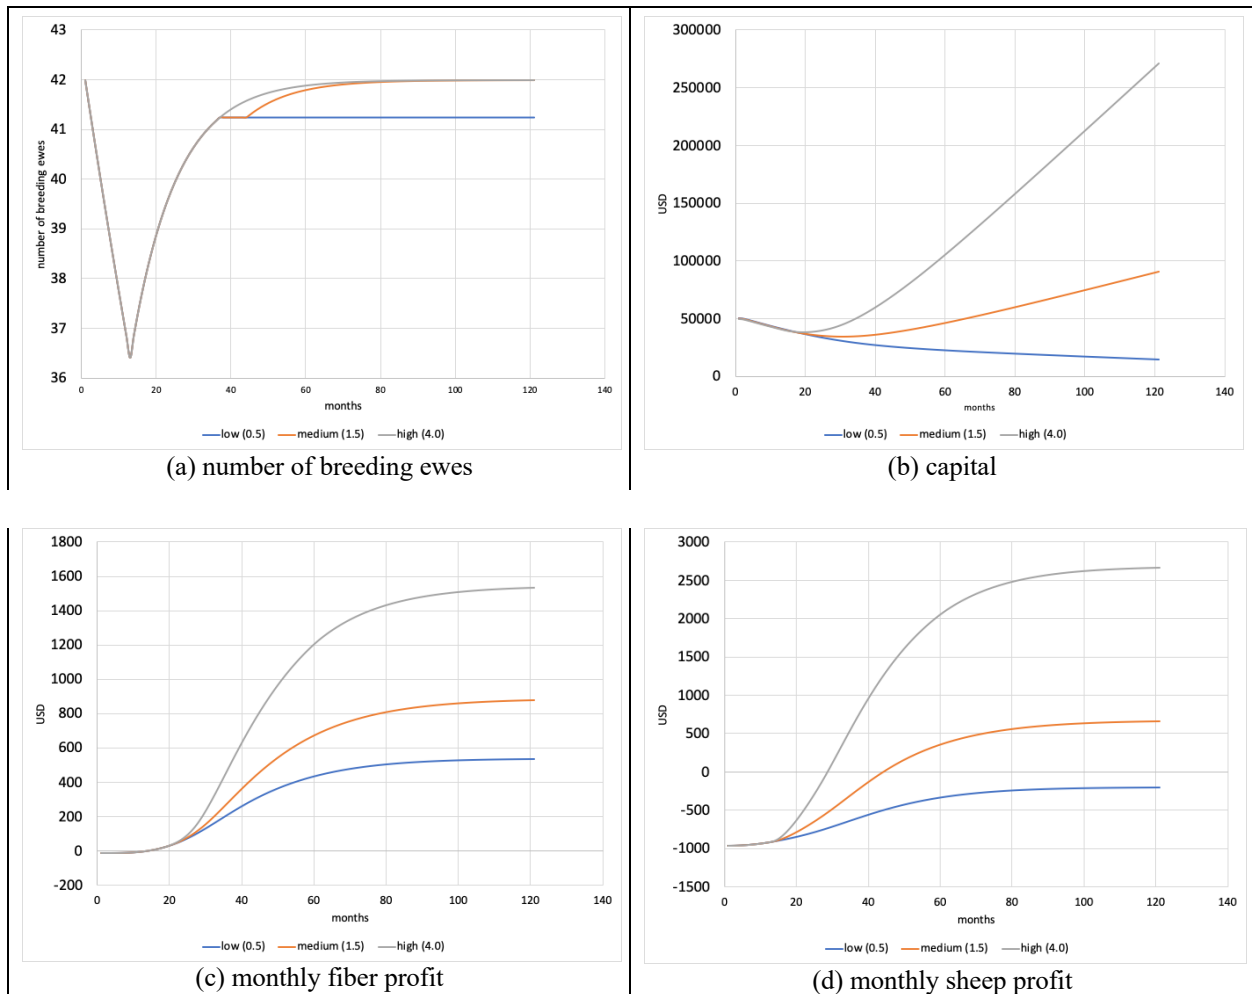 43
42
41
40
39
38
37
36
number of breeding ewes
0 20 40 60 80 100 120 140
months
low (0.5) medium (1.5) high (4.0)
(a) number of breeding ewes
300000
250000
200000
150000
100000
50000
0
USD
0 20 40 60 80 100 120 140
months
low (0.5) medium (1.5) high (4.0)
(b) capital
1800
1600
1400
1200
1000
800
600
400
200
0
-200
USD
0 20 40 60 80 100 120 140
months
low (0.5) medium (1.5) high (4.0)
(c) monthly fiber profit
3000
2500
2000
1500
1000
500
0
-500
-1000
-1500
USD
0 20 40 60 80 100 120 140
months
low (0.5) medium (1.5) high (4.0)
(d) monthly sheep profit